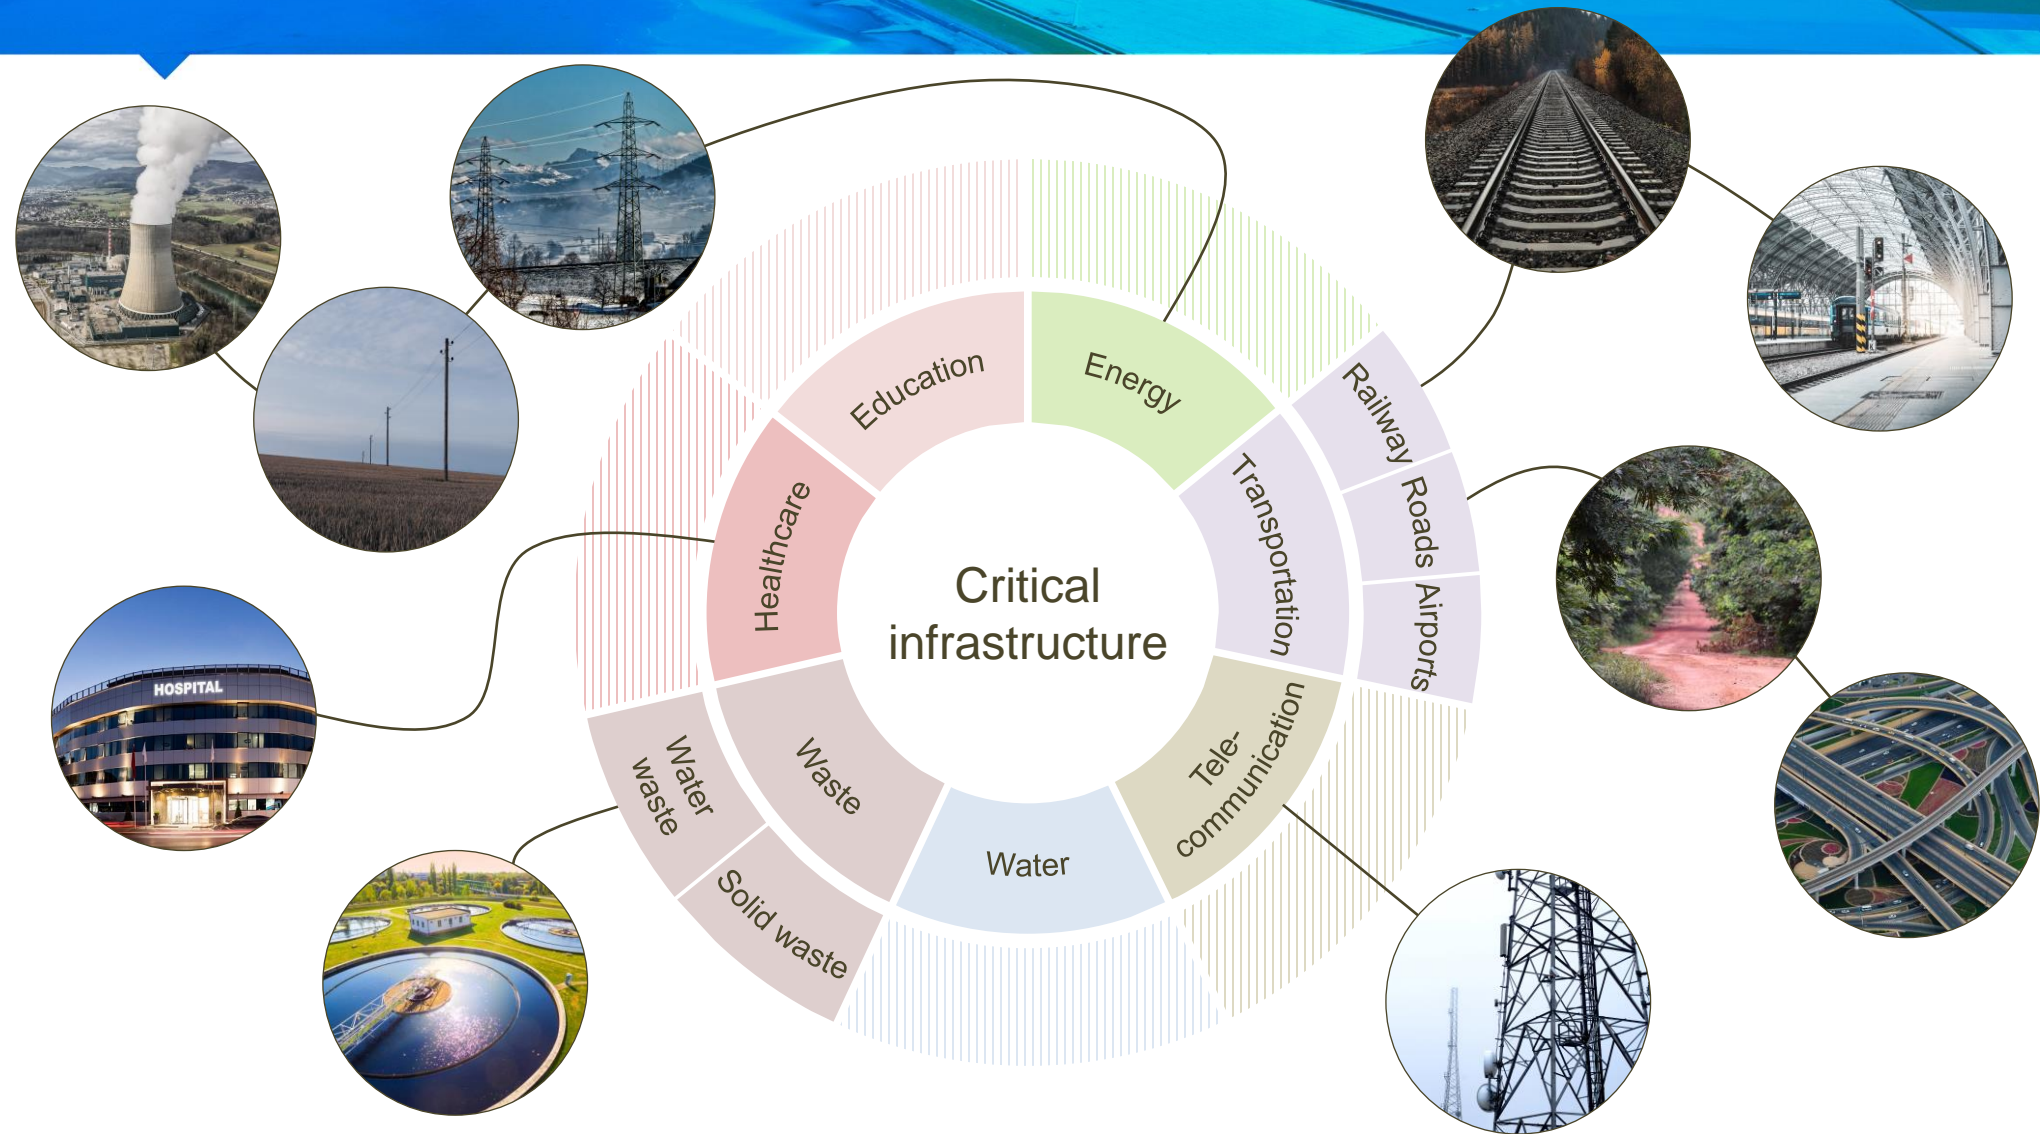 Education
Energy
Railway
Roads
Airports
Transportation
Healthcare
Critical
infrastructure
HOSPITAL
Tele-
communication
Water
Waste
Water
waste
Solid waste